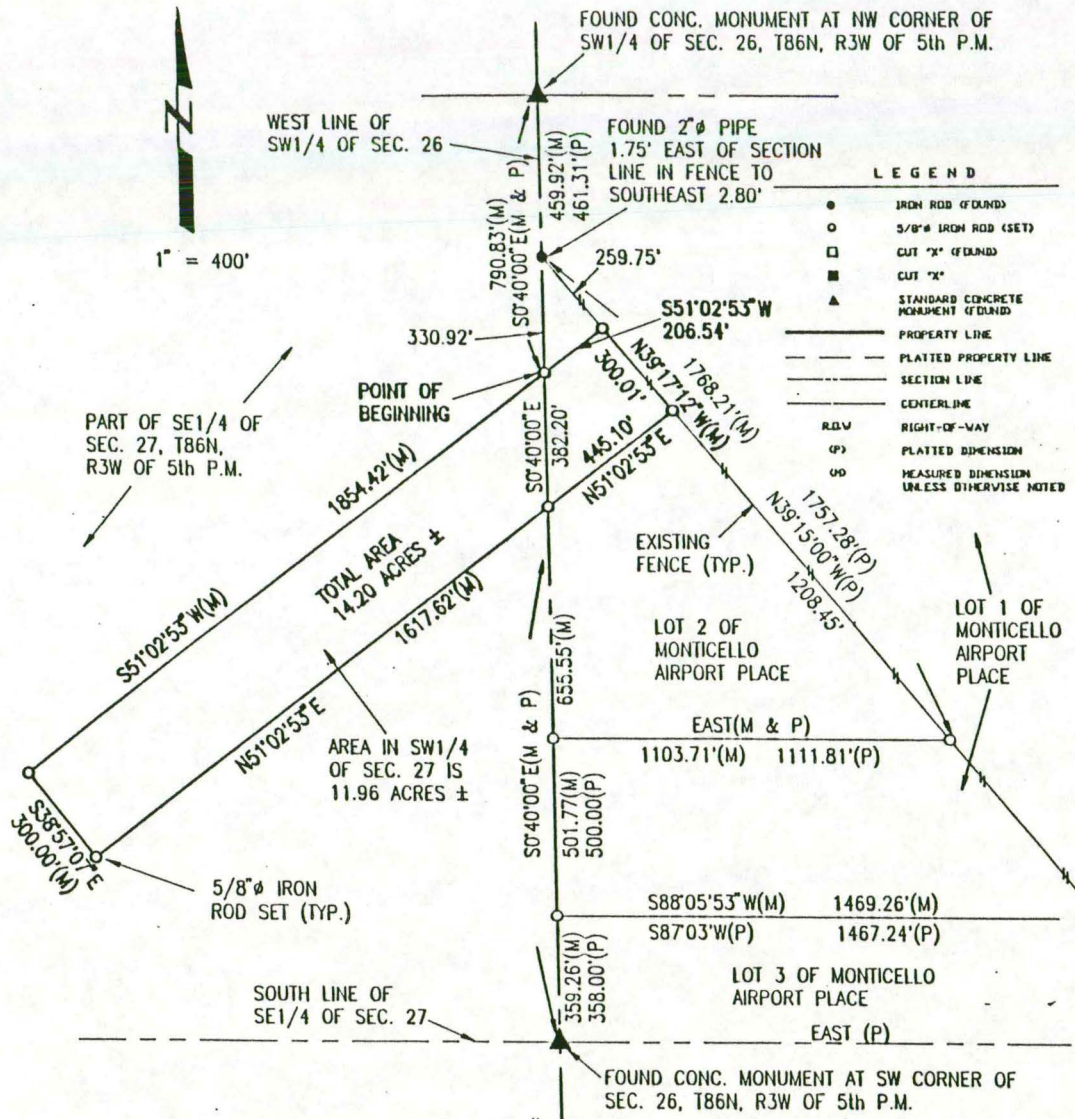 FOUND CONC. MONUMENT AT NW CORNER OF
SW1/4 OF SEC. 26, T86N, R3W OF 5th P.M.
WEST LINE OF
SW1/4 OF SEC. 26
N
1" = 400'
FOUND 2"ø PIPE
1.75' EAST OF SECTION
LINE IN FENCE TO
SOUTHEAST 2.80'
LEGEND
IRON ROD (FOUND)
5/8"ø IRON ROD (SET)
CUT "X" (FOUND)
CUT "X"
STANDARD CONCRETE
MONUMENT (FOUND)
PROPERTY LINE
PLATTED PROPERTY LINE
SECTION LINE
CENTERLINE
R.O.W RIGHT-OF-WAY
(P) PLATTED DIMENSION
(M) MEASURED DIMENSION
UNLESS OTHERWISE NOTED
459.92'(M)
461.31'(P)
790.83'(M)
S0°40'00"E(M & P)
259.75'
S51°02'53"W
206.54'
330.92'
POINT OF
BEGINNING
PART OF SE1/4 OF
SEC. 27, T86N,
R3W OF 5th P.M.
1768.21'(M)
N39°17'12"W(M)
300.01'
S0°40'00"E
382.20'
445.10'
N51°02'53"E
1854.42'(M)
S51°02'53"W(M)
TOTAL AREA
14.20 ACRES ±
1617.62'(M)
N51°02'53"E
EXISTING
FENCE (TYP.)
1757.28'(P)
N39°15'00"W(P)
1208.45'
LOT 1 OF
MONTICELLO
AIRPORT
PLACE
LOT 2 OF
MONTICELLO
AIRPORT PLACE
655.55'(M)
S0°40'00"E(M & P)
EAST(M & P)
1103.71'(M) 1111.81'(P)
AREA IN SW1/4
OF SEC. 27 IS
11.96 ACRES ±
501.77'(M)
500.00(P)
S38°57'07"E
300.00'(M)
5/8"ø IRON
ROD SET (TYP.)
S88°05'53"W(M) 1469.26'(M)
S87°03'W(P) 1467.24'(P)
LOT 3 OF MONTICELLO
AIRPORT PLACE
359.26'(M)
358.00'(P)
SOUTH LINE OF
SE1/4 OF SEC. 27
EAST (P)
FOUND CONC. MONUMENT AT SW CORNER OF
SEC. 26, T86N, R3W OF 5th P.M.